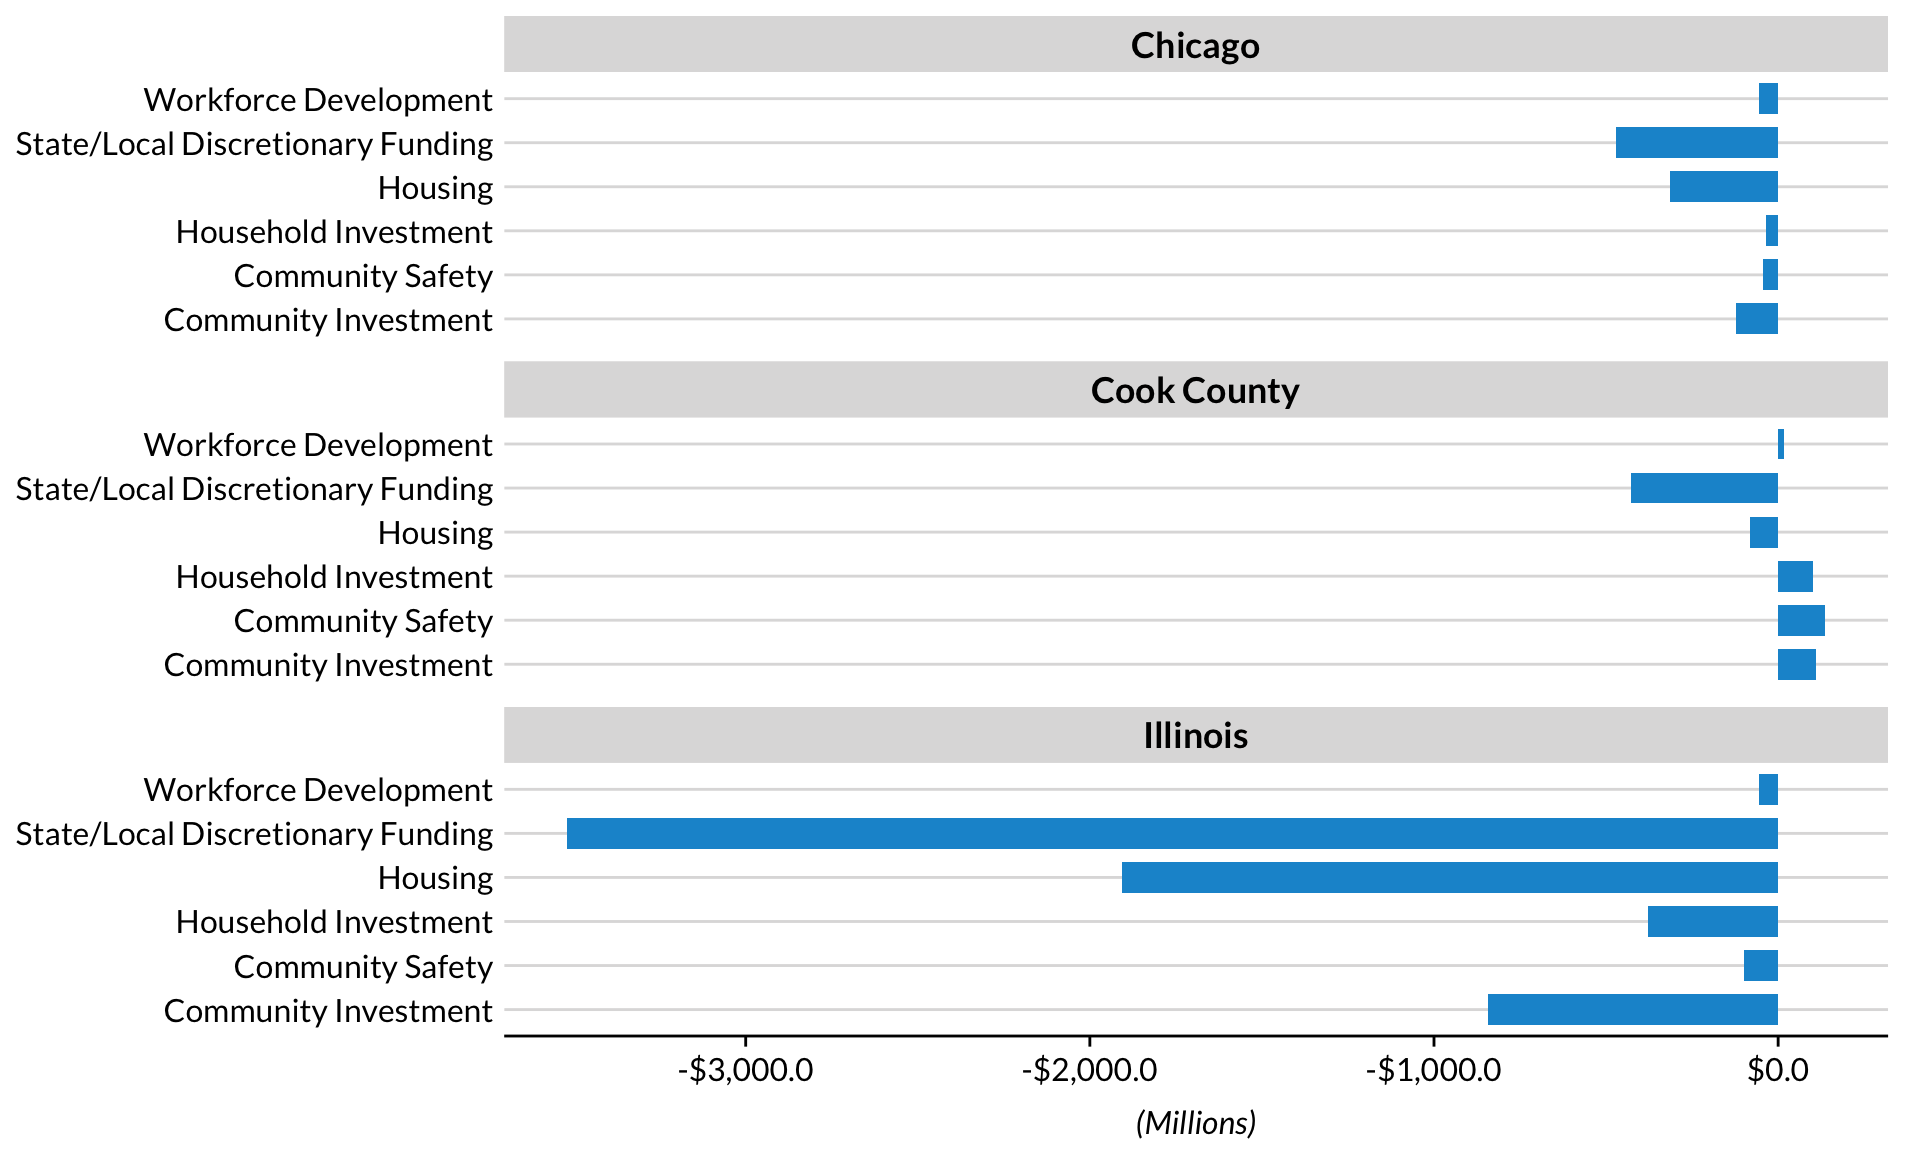 Chicago
Workforce Development
State/Local Discretionary Funding
Housing
Household Investment
Community Safety
Community Investment
Cook County
Workforce Development
State/Local Discretionary Funding
Housing
Household Investment
Community Safety
Community Investment
Illinois
Workforce Development
State/Local Discretionary Funding
Housing
Household Investment
Community Safety
Community Investment
-$3,000.0 -$2,000.0 -$1,000.0 $0.0
(Millions)